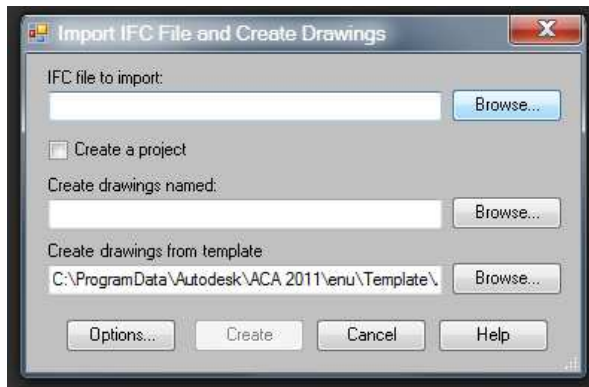 Import IFC File and Create Drawings
IFC file to import:
Browse...
Create a project
Create drawings named:
Browse...
Create drawings from template
C:\ProgramData\Autodesk\ACA 2011\enu\Template\ Browse...
Options... Create Cancel Help